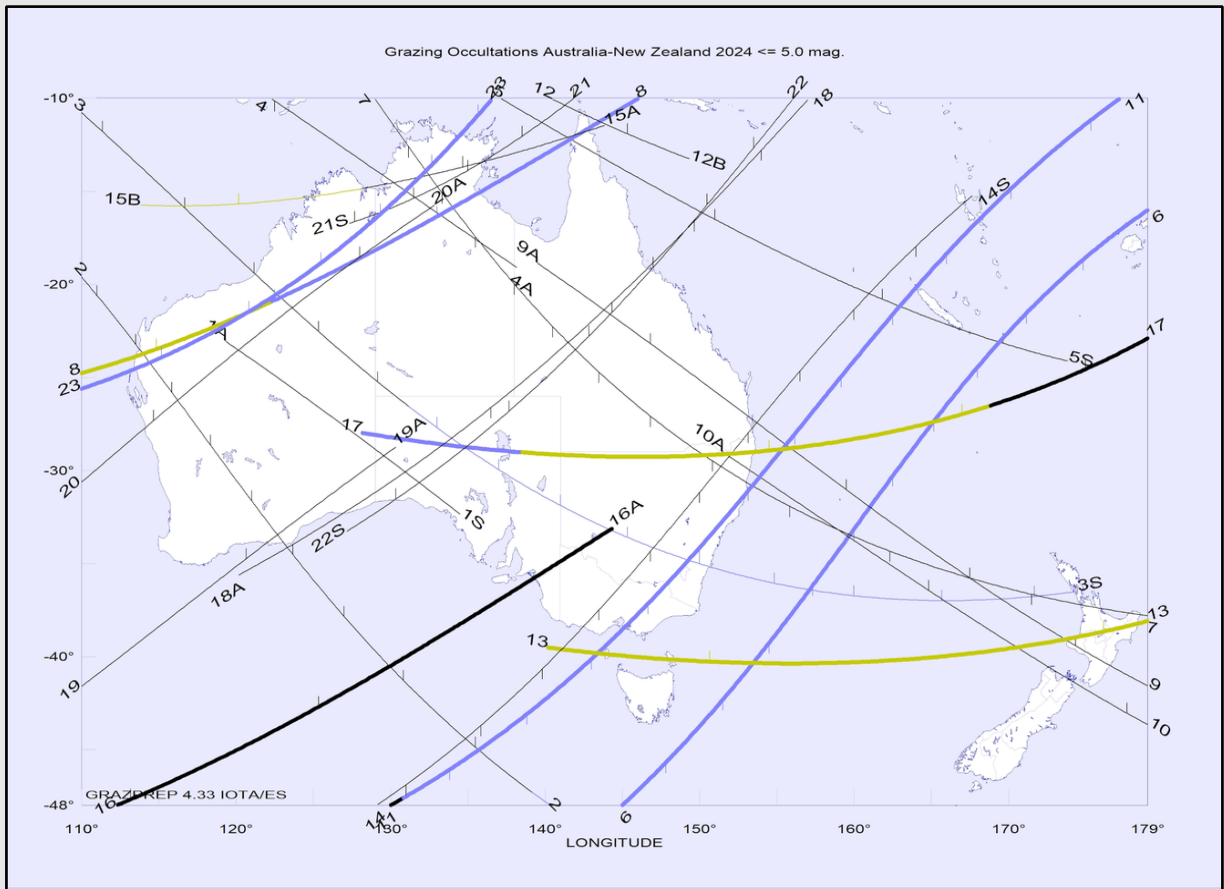 Grazing Occultations Australia-New Zealand 2024 <= 5.0 mag.
-10° 3 4 7 23 12 21 8 22 18 11
15A
12B
15B 21S 20A 14S
6
9A
2 -20° 4A
1A 17
8 5S
23
17 19A 10A
-30°
20 16A
1S
22S
18A 3S
13
13 7
-40°
19 9
10
GRAZPREP 4.33 IOTA/ES
-48° 16 14 11 2 6
110° 120° 130° 140° 150° 160° 170° 179°
LONGITUDE